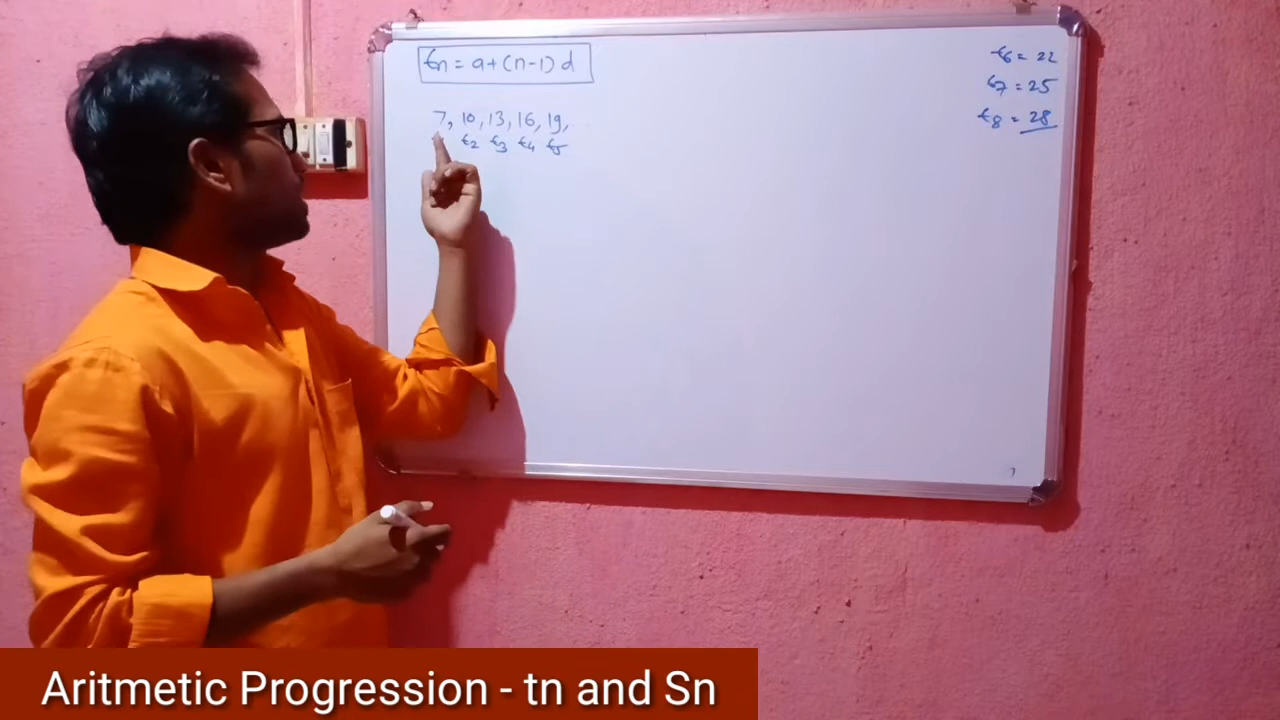 tn = a+(n-1) d
7, 10, 13, 16, 19,
t2 t3 t4 t5
t6 = 22
t7 = 25
t8 = 28
Aritmetic Progression - tn and Sn